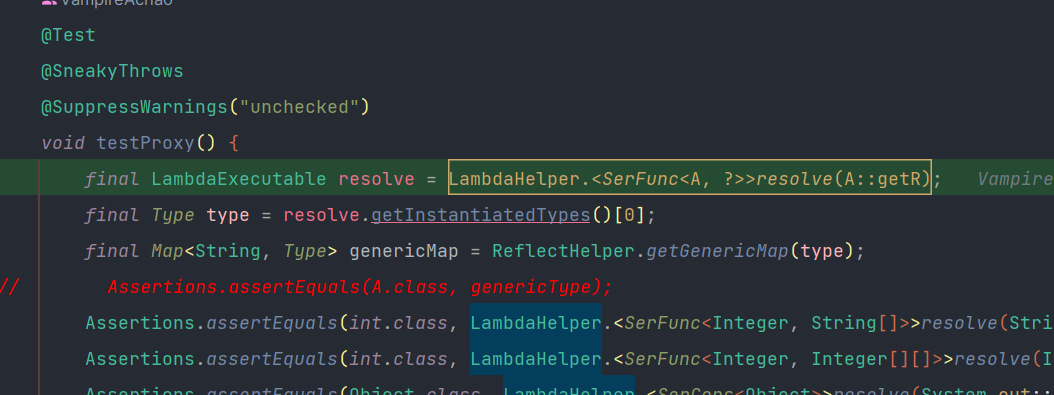 VampireAchao
@Test
@SneakyThrows
@SuppressWarnings("unchecked")
void testProxy() {
final LambdaExecutable resolve = LambdaHelper.<SerFunc<A, ?>>resolve(A::getR); Vampire
final Type type = resolve.getInstantiatedTypes()[0];
final Map<String, Type> genericMap = ReflectHelper.getGenericMap(type);
// Assertions.assertEquals(A.class, genericType);
Assertions.assertEquals(int.class, LambdaHelper.<SerFunc<Integer, String[]>>resolve(Stri
Assertions.assertEquals(int.class, LambdaHelper.<SerFunc<Integer, Integer[][]>>resolve(I
Assertions.assertEquals(Object.class, LambdaHelper.<SerCons<Object>>resolve(System.out::